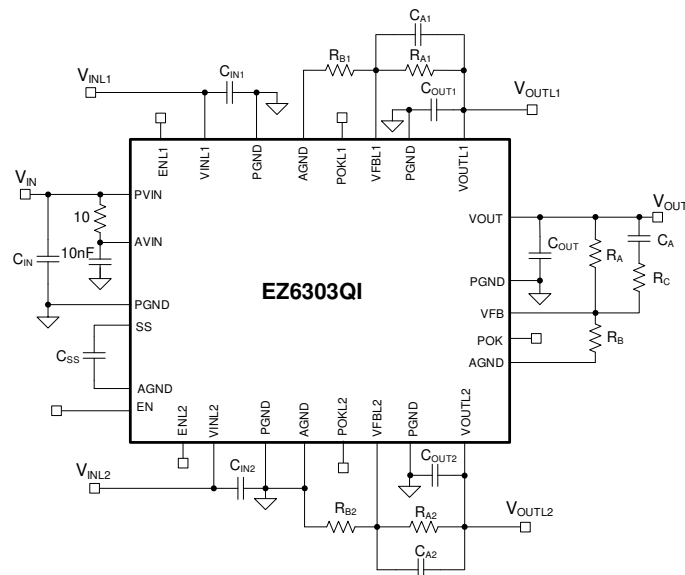 CA1
RB1
RA1
CIN1
VINL1
COUT1
VOUTL1
ENL1
VINL1
PGND
AGND
POKL1
VFBL1
PGND
VOUTL1
VIN
PVIN
10
AVIN
CIN
10nF
PGND
SS
CSS
AGND
EN
EZ6303QI
VOUT
VOUT
COUT
CA
RA
RC
PGND
VFB
POK
RB
AGND
ENL2
VINL2
PGND
AGND
POKL2
VFBL2
PGND
VOUTL2
VINL2
CIN2
COUT2
RB2
RA2
VOUTL2
CA2